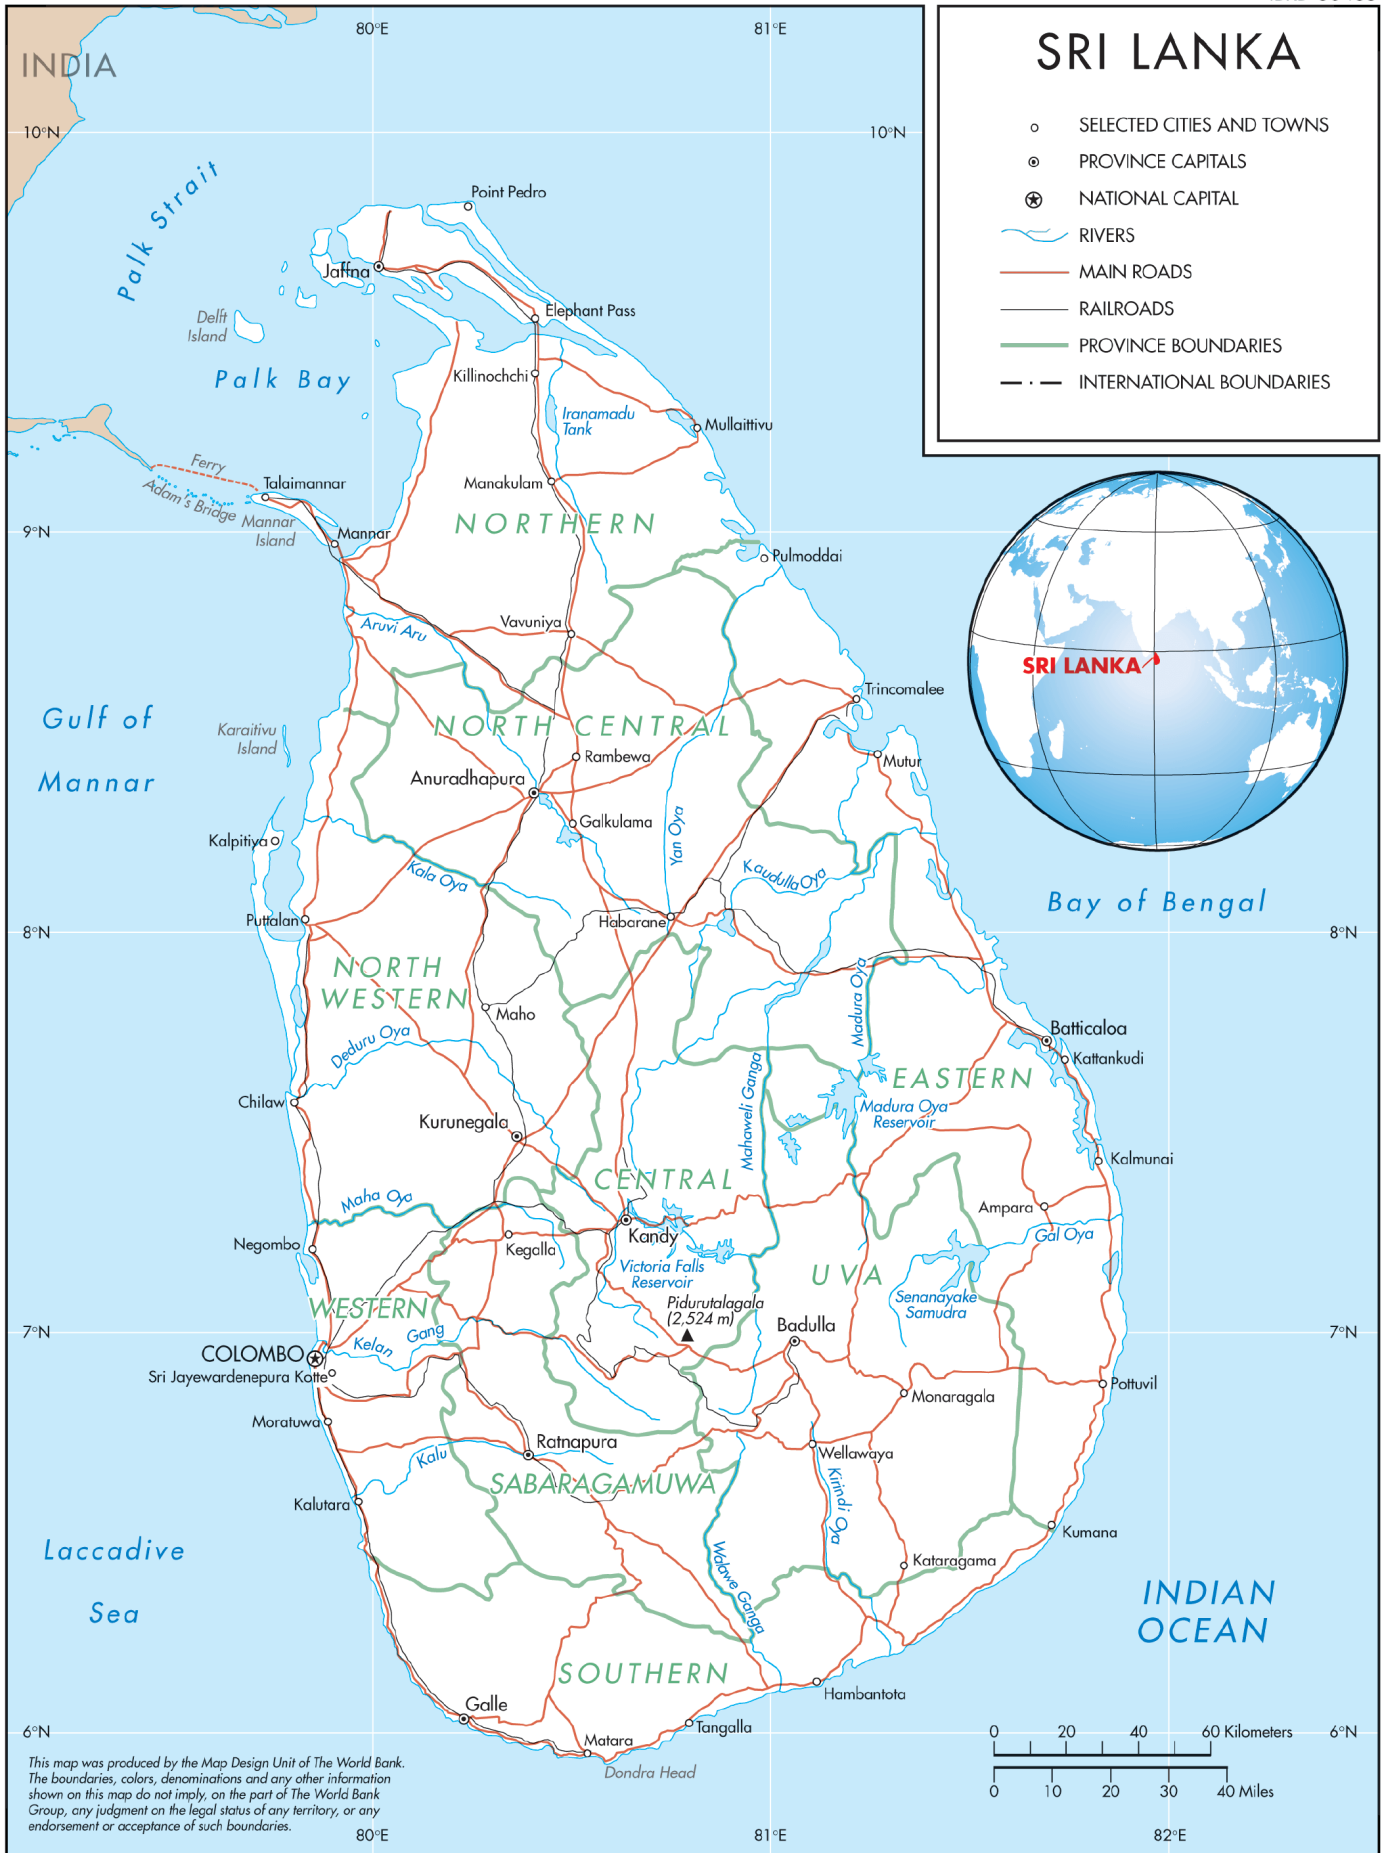 80°E
81°E
INDIA
10°N
10°N
SRI LANKA
SELECTED CITIES AND TOWNS
PROVINCE CAPITALS
NATIONAL CAPITAL
RIVERS
MAIN ROADS
RAILROADS
PROVINCE BOUNDARIES
INTERNATIONAL BOUNDARIES
Palk Strait
Point Pedro
Jaffna
Delft
Island
Elephant Pass
Palk Bay
Killinochchi
Iranamadu
Tank
Mullaittivu
Ferry
Adam's Bridge
Talaimannar
Manakulam
Mannar
Island
NORTHERN
9°N
Mannar
Pulmoddai
Aruvi Aru
Vavuniya
SRI LANKA
Trincomalee
Gulf of
Mannar
Karaitivu
Island
NORTH CENTRAL
Rambewa
Mutur
Anuradhapura
Galkulama
Kalpitiya
Yan Oya
Kala Oya
Kaudulla Oya
Bay of Bengal
Puttalan
Habarane
8°N
8°N
NORTH
WESTERN
Maho
Madura Oya
Deduru Oya
Batticaloa
Kattankudi
EASTERN
Chilaw
Madura Oya
Reservoir
Kurunegala
Mahaweli Ganga
Kalmunai
CENTRAL
Maha Oya
Ampara
Negombo
Kegalla
Kandy
Gal Oya
Victoria Falls
Reservoir
UVA
Senanayake
Samudra
WESTERN
Pidurutalagala
(2,524 m)
Badulla
7°N
7°N
Kelan
Gang
COLOMBO
Sri Jayewardenepura Kotte
Pottuvil
Monaragala
Moratuwa
Ratnapura
Wellawaya
Kalu
SABARAGAMUWA
Kirindi Oya
Kalutara
Kumana
Laccadive
Sea
Walawe Ganga
Kataragama
INDIAN
OCEAN
SOUTHERN
Hambantota
Galle
Tangalla
Matara
Dondra Head
6°N
6°N
0 20 40 60 Kilometers
0 10 20 30 40 Miles
This map was produced by the Map Design Unit of The World Bank.
The boundaries, colors, denominations and any other information
shown on this map do not imply, on the part of The World Bank
Group, any judgment on the legal status of any territory, or any
endorsement or acceptance of such boundaries.
80°E
81°E
82°E